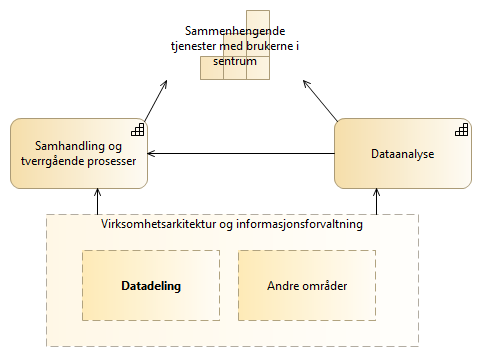 Sammenhengende
tjenester med brukerne i
sentrum
Samhandling og
tverrgående prosesser
Dataanalyse
Virksomhetsarkitektur og informasjonsforvaltning
Datadeling
Andre områder